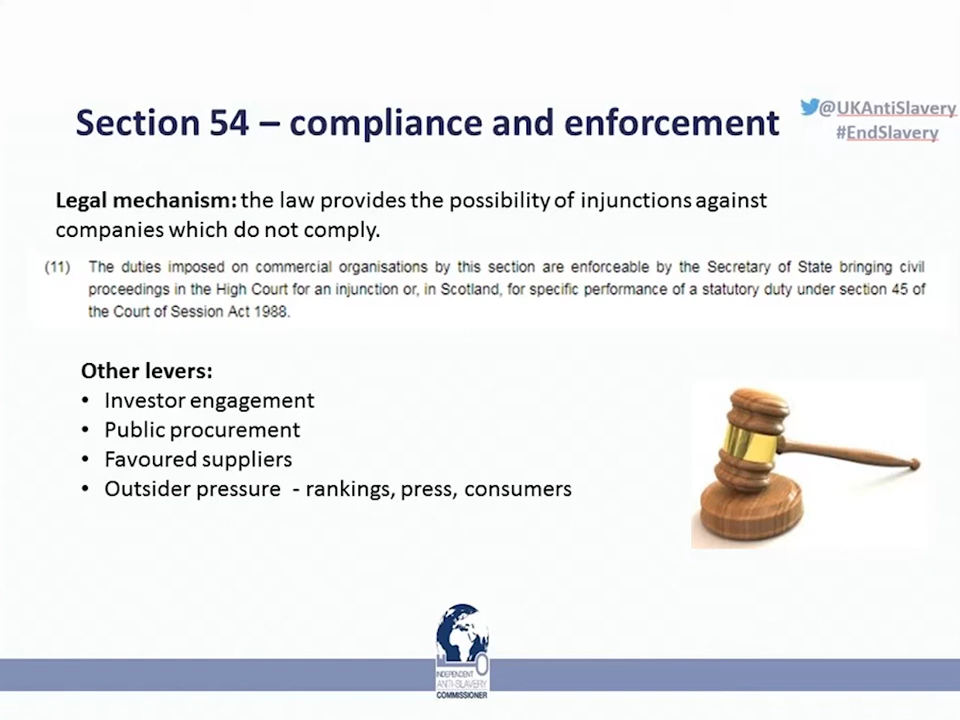 Section 54 – compliance and enforcement
@UKAntiSlavery
#EndSlavery
Legal mechanism: the law provides the possibility of injunctions against
companies which do not comply.
(11) The duties imposed on commercial organisations by this section are enforceable by the Secretary of State bringing civil
proceedings in the High Court for an injunction or, in Scotland, for specific performance of a statutory duty under section 45 of
the Court of Session Act 1988.
Other levers:
• Investor engagement
• Public procurement
• Favoured suppliers
• Outsider pressure - rankings, press, consumers
INDEPENDENT
ANTI-SLAVERY
COMMISSIONER